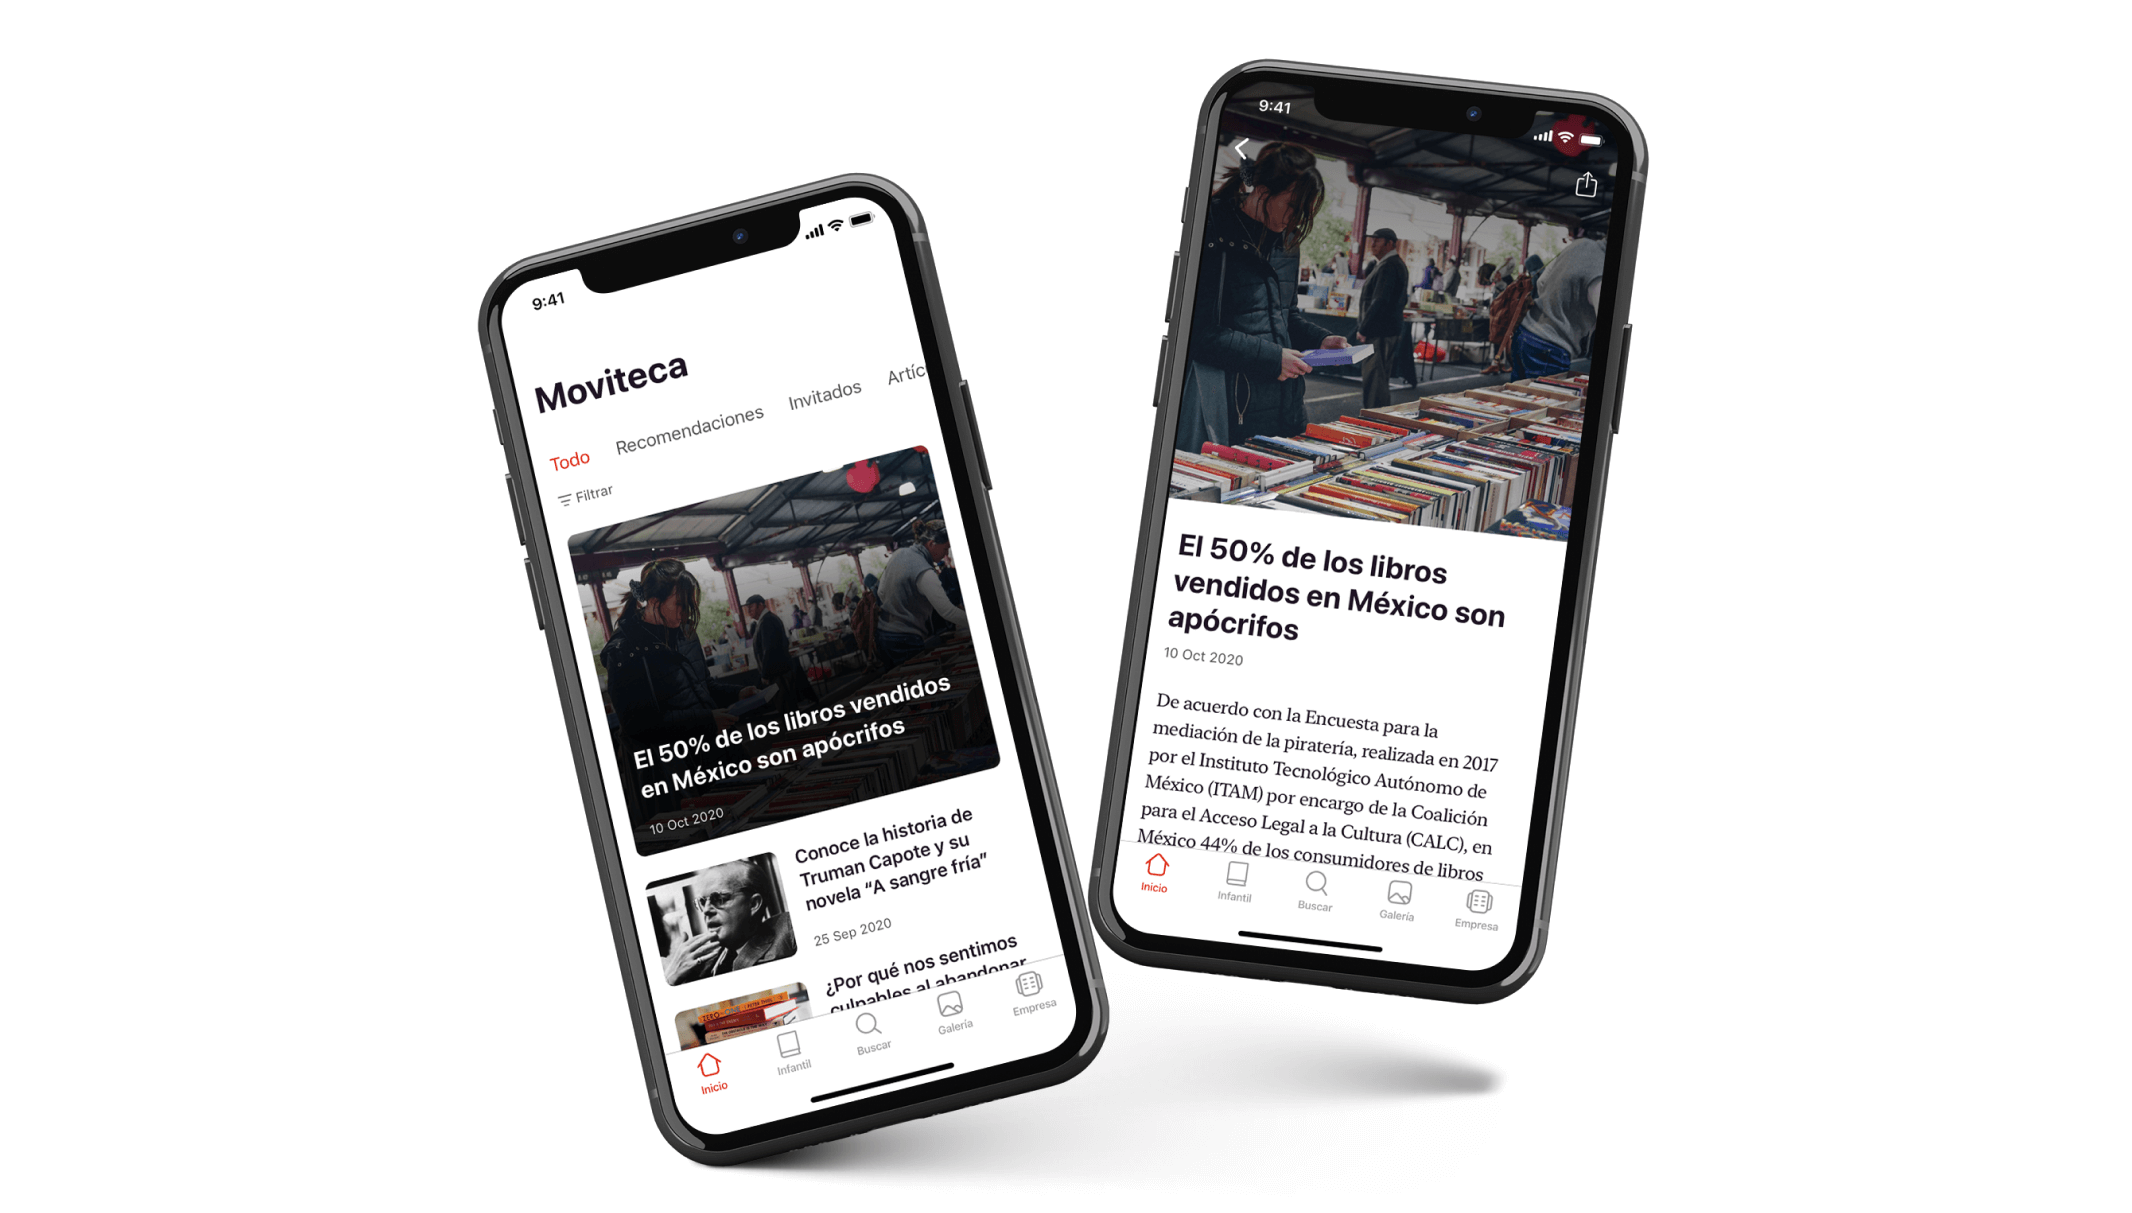 9:41
Moviteca
Todo
Recomendaciones
Invitados
Artíc
Filtrar
El 50% de los libros vendidos
en México son apócrifos
10 Oct 2020
Conoce la historia de
Truman Capote y su
novela “A sangre fría”
25 Sep 2020
¿Por qué nos sentimos
culpables al abandonar
ZERO
Inicio
Infantil
Buscar
Galería
Empresa
9:41
El 50% de los libros
vendidos en México son
apócrifos
10 Oct 2020
De acuerdo con la Encuesta para la
mediación de la piratería, realizada en 2017
por el Instituto Tecnológico Autónomo de
México (ITAM) por encargo de la Coalición
para el Acceso Legal a la Cultura (CALC), en
México 44% de los consumidores de libros
Inicio
Infantil
Buscar
Galería
Empresa